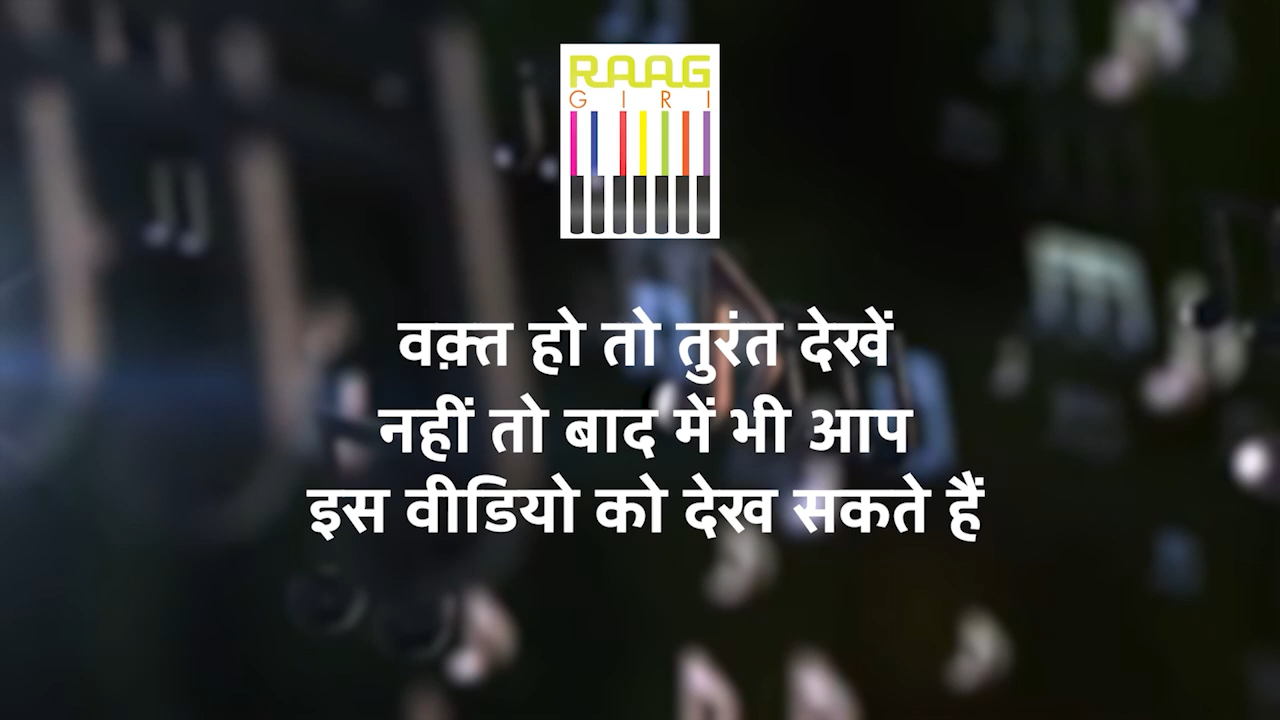 RAAG
GIRI
वक़्त हो तो तुरंत देखें
नहीं तो बाद में भी आप
इस वीडियो को देख सकते हैं